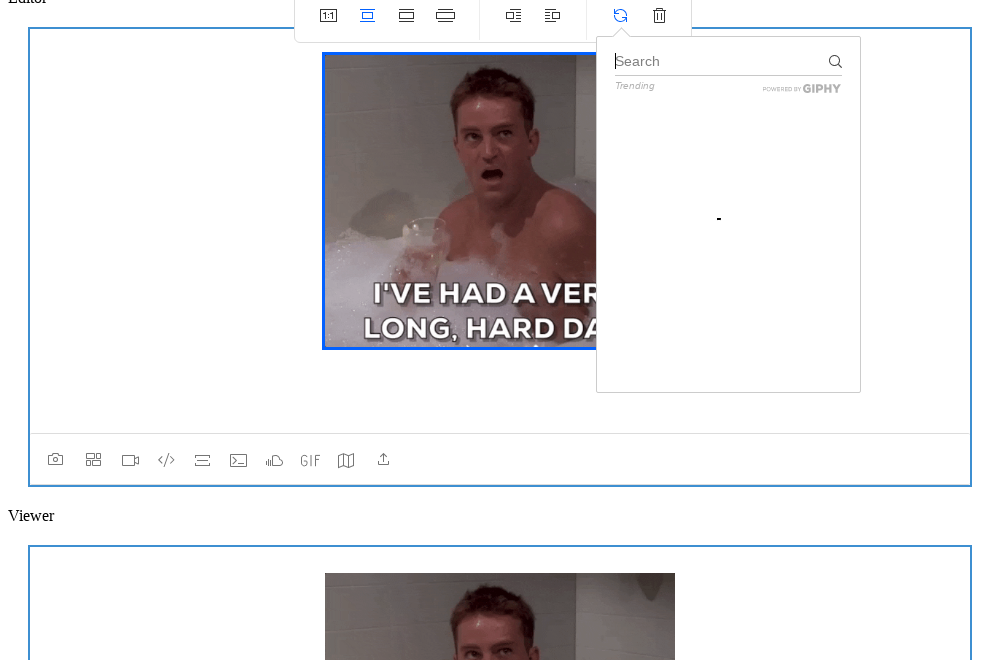 Editor
1:1
Search
Trending
POWERED BY GIPHY
I'VE HAD A VER
LONG, HARD DA
GIF
Viewer